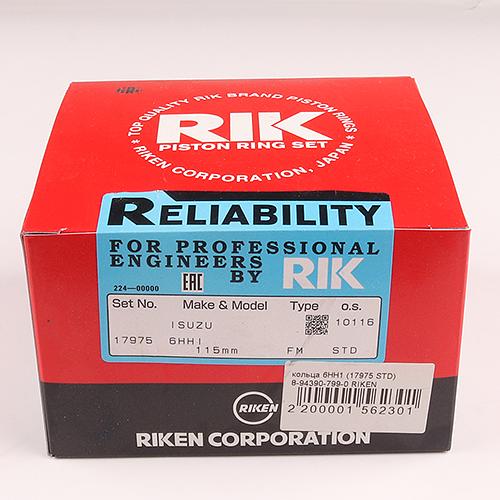 * TOP QUALITY RIK BRAND PISTON RINGS *
RIK
PISTON RING SET
RIKEN CORPORATION, JAPAN
RELIABILITY
FOR PROFESSIONAL
ENGINEERS
BY RIK
224—00000 EAC
Set No. Make & Model Type o.s.
ISUZU 10116
17975 6HH1
115mm FM STD
кольца 6HH1 (17975 STD)
8-94390-799-0 RIKEN
2 200001 562301
RIKEN
RIKEN CORPORATION